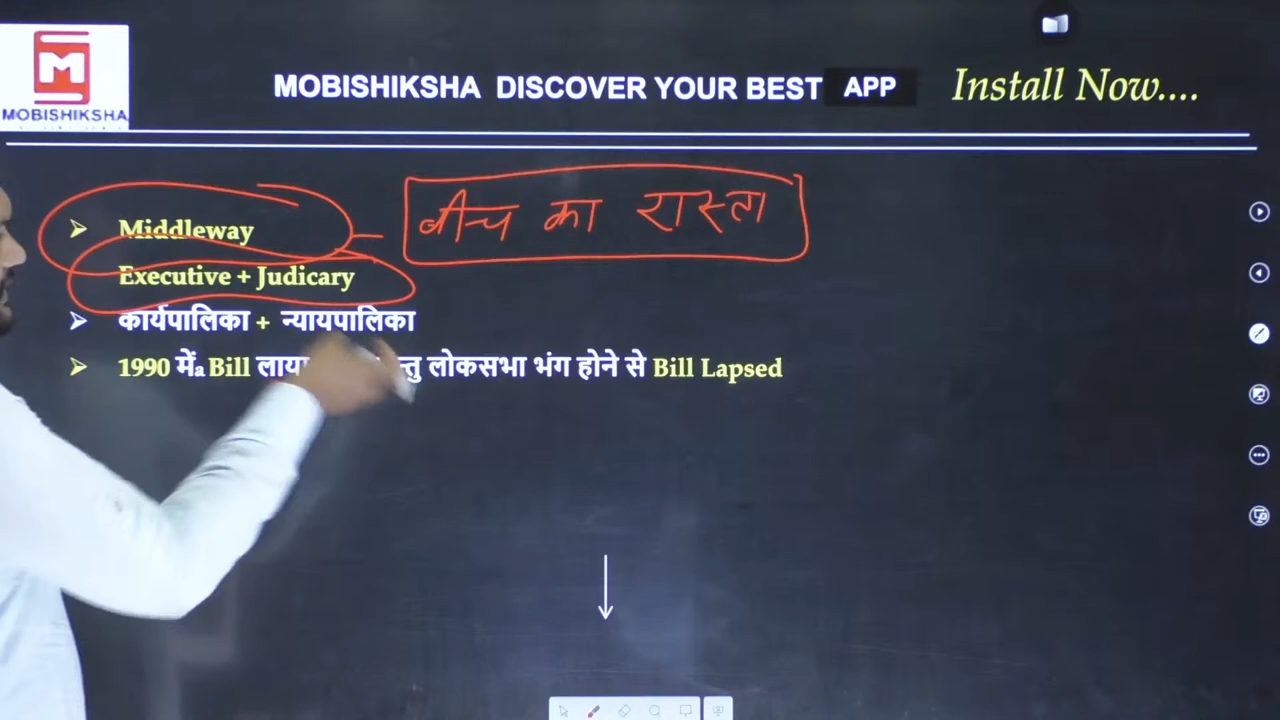 M
MOBISHIKSHA
MOBISHIKSHA DISCOVER YOUR BEST APP Install Now....
Middleway
बीच का रास्ता
Executive + Judicary
कार्यपालिका + न्यायपालिका
1990 में a Bill लाया लोकसभा भंग होने से Bill Lapsed